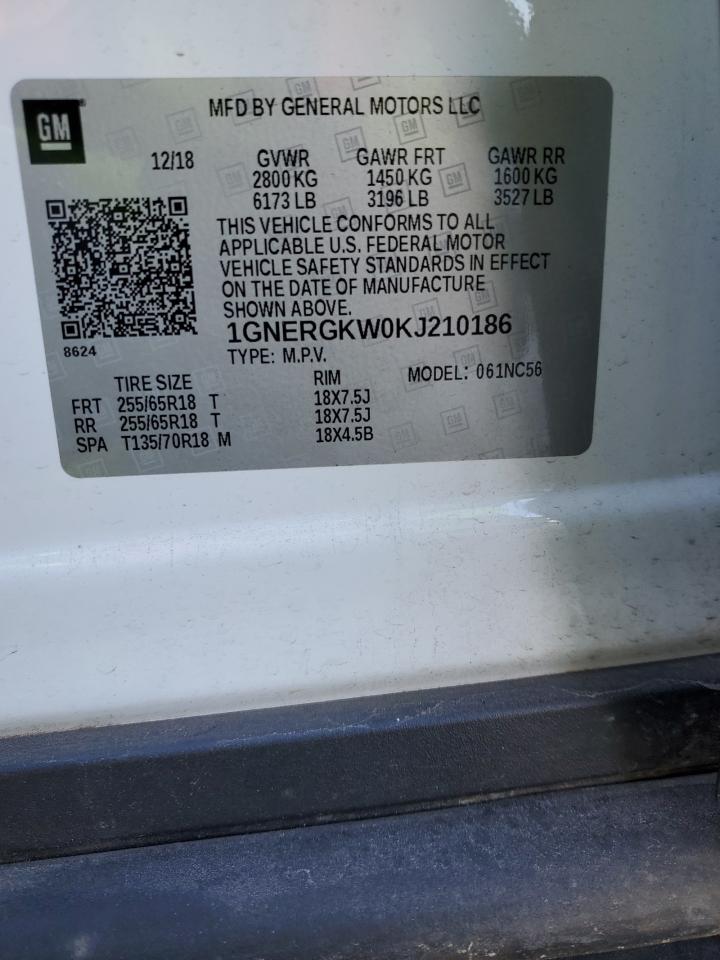 GM
MFD BY GENERAL MOTORS LLC
12/18 GVWR GAWR FRT GAWR RR
2800 KG 1450 KG 1600 KG
6173 LB 3196 LB 3527 LB
THIS VEHICLE CONFORMS TO ALL
APPLICABLE U.S. FEDERAL MOTOR
VEHICLE SAFETY STANDARDS IN EFFECT
ON THE DATE OF MANUFACTURE
SHOWN ABOVE.
1GNERGKW0KJ210186
8624
TYPE: M.P.V.
TIRE SIZE RIM MODEL: 061NC56
FRT 255/65R18 T 18X7.5J
RR 255/65R18 T 18X7.5J
SPA T135/70R18 M 18X4.5B